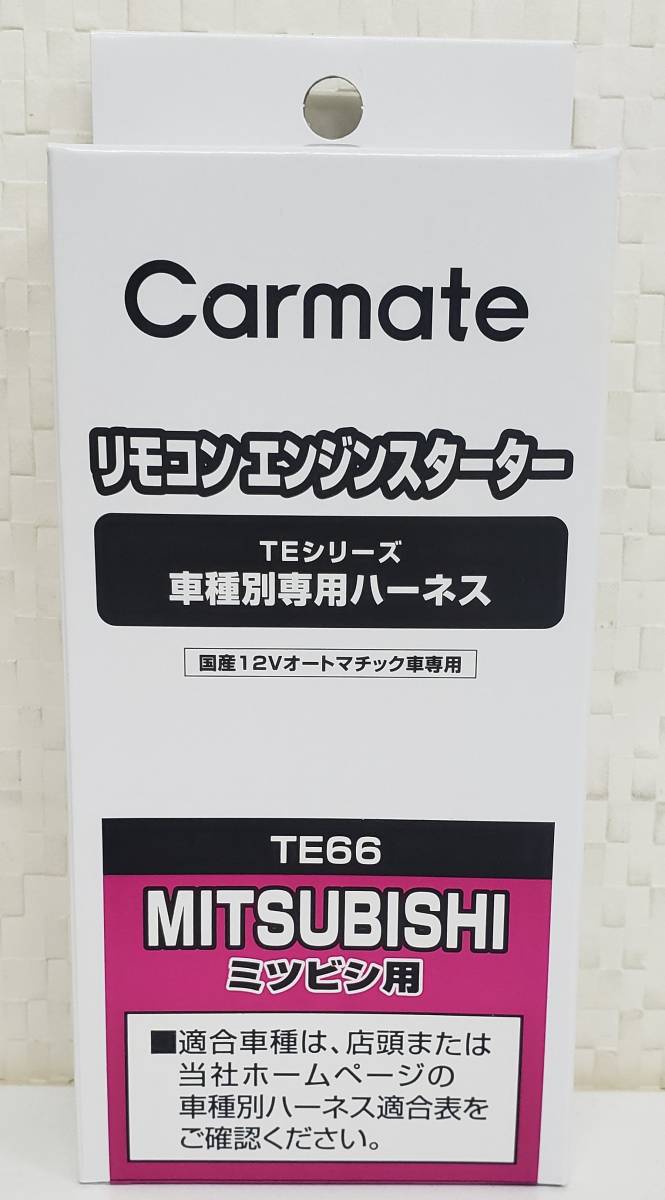 Carmate
リモコンエンジンスターター
TEシリーズ
車種別専用ハーネス
国産12Vオートマチック車専用
TE66
MITSUBISHI
ミツビシ用
■適合車種は、店頭または
当社ホームページの
車種別ハーネス適合表を
ご確認ください。